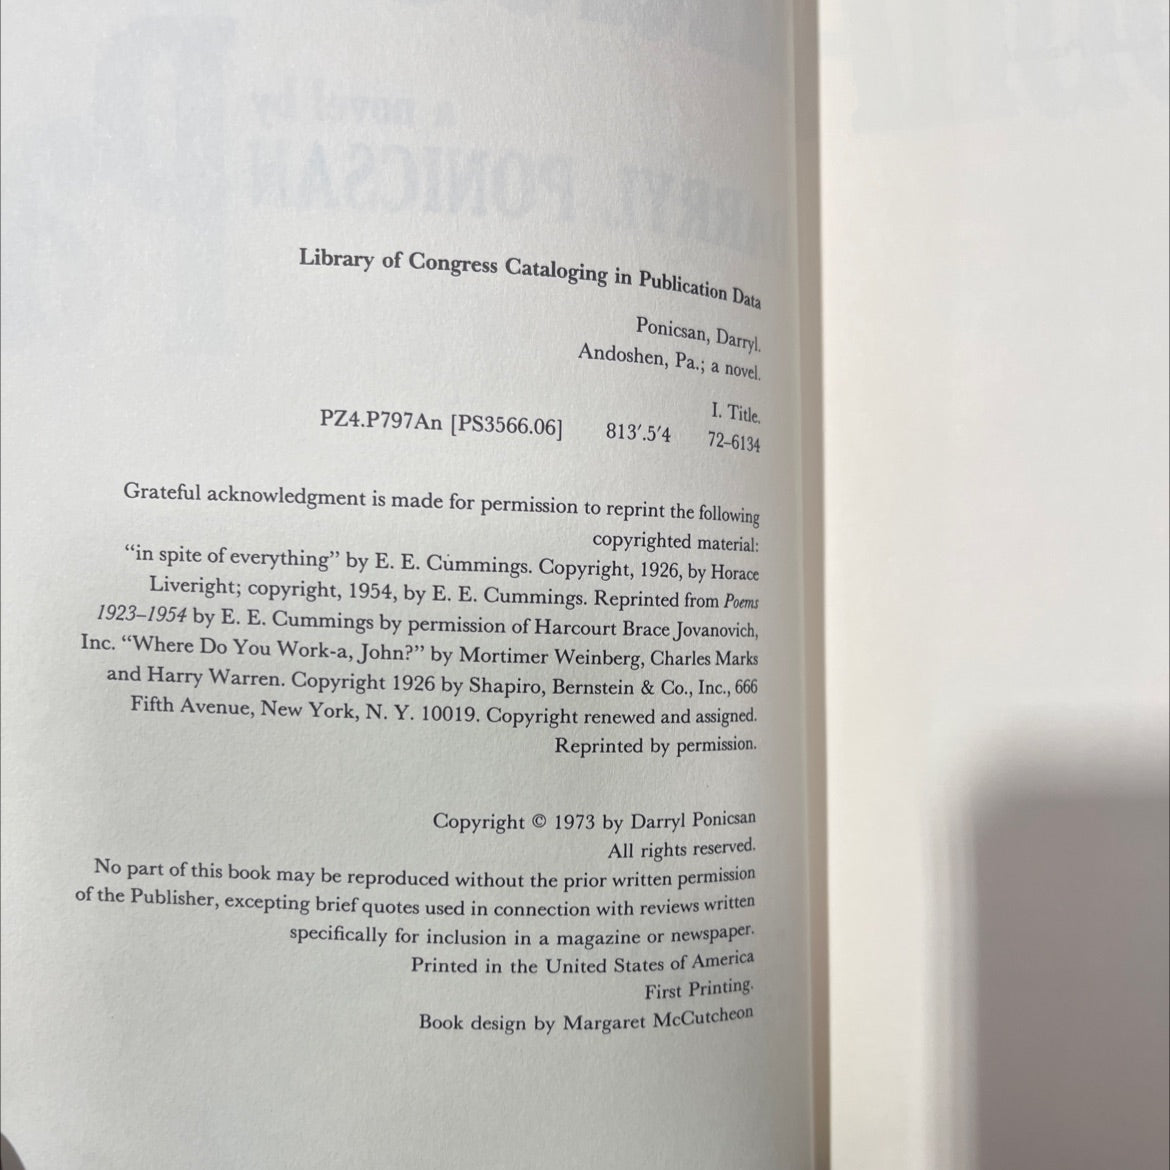 Library of Congress Cataloging in Publication Data
Ponicsan, Darryl.
Andoshen, Pa.; a novel.
I. Title.
PZ4.P797An [PS3566.06] 813'.5'4 72–6134
Grateful acknowledgment is made for permission to reprint the following
copyrighted material:
“in spite of everything” by E. E. Cummings. Copyright, 1926, by Horace
Liveright; copyright, 1954, by E. E. Cummings. Reprinted from Poems
1923–1954 by E. E. Cummings by permission of Harcourt Brace Jovanovich,
Inc. “Where Do You Work-a, John?” by Mortimer Weinberg, Charles Marks
and Harry Warren. Copyright 1926 by Shapiro, Bernstein & Co., Inc., 666
Fifth Avenue, New York, N. Y. 10019. Copyright renewed and assigned.
Reprinted by permission.
Copyright © 1973 by Darryl Ponicsan
All rights reserved.
No part of this book may be reproduced without the prior written permission
of the Publisher, excepting brief quotes used in connection with reviews written
specifically for inclusion in a magazine or newspaper.
Printed in the United States of America
First Printing.
Book design by Margaret McCutcheon